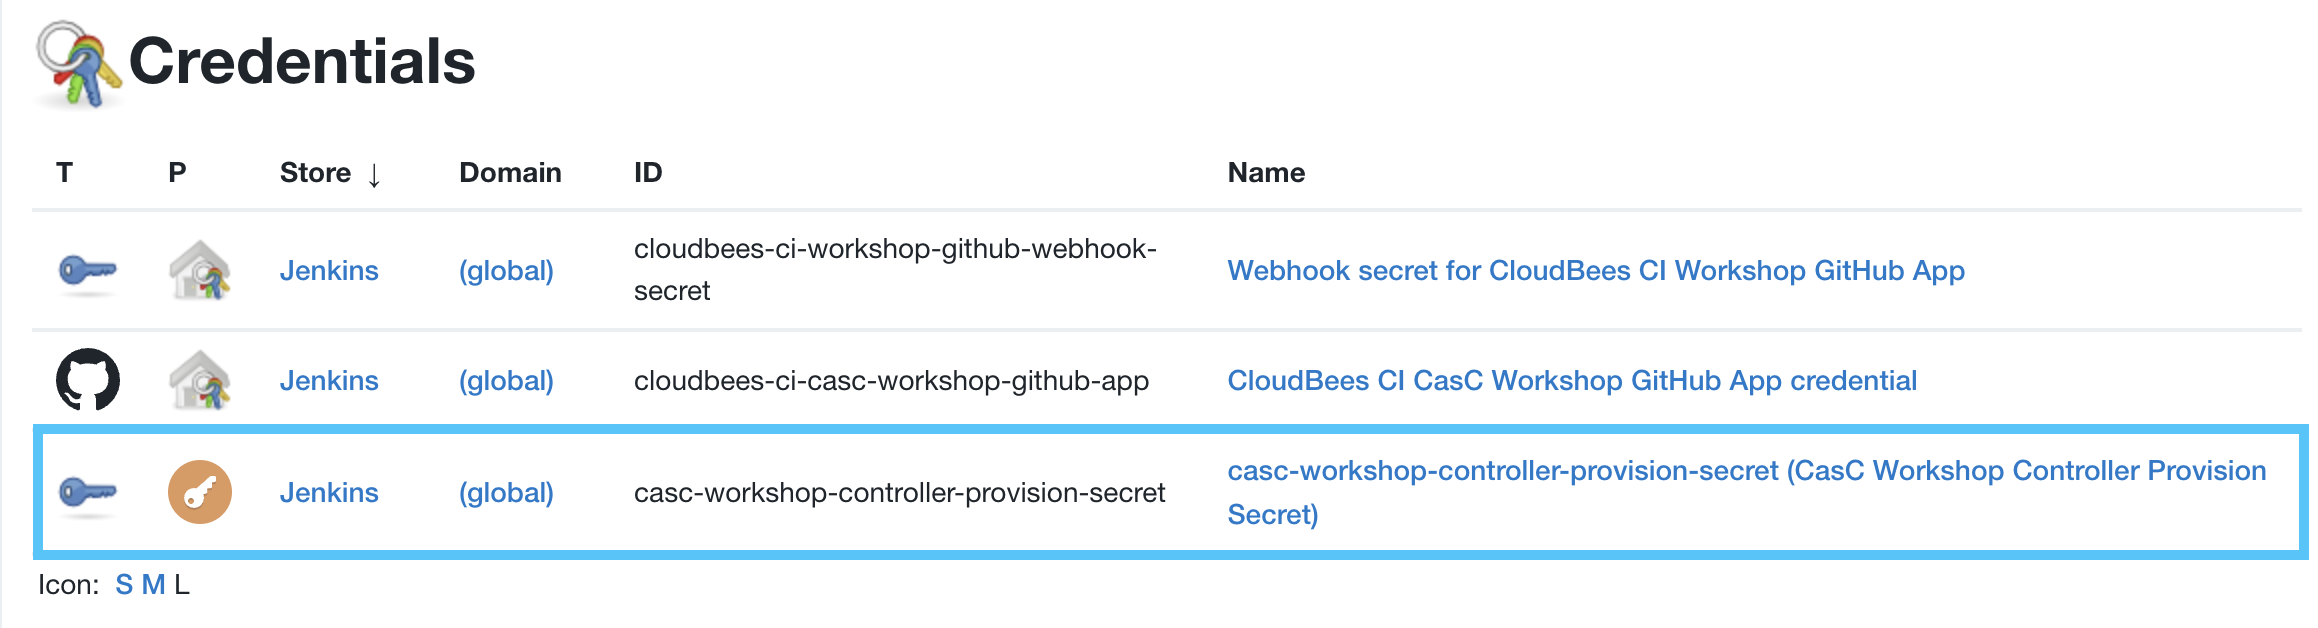 Credentials
T P Store ↓ Domain ID Name
Jenkins (global) cloudbees-ci-workshop-github-webhook-
secret Webhook secret for CloudBees CI Workshop GitHub App
Jenkins (global) cloudbees-ci-casc-workshop-github-app CloudBees CI CasC Workshop GitHub App credential
Jenkins (global) casc-workshop-controller-provision-secret casc-workshop-controller-provision-secret (CasC Workshop Controller Provision
Secret)
Icon: S M L